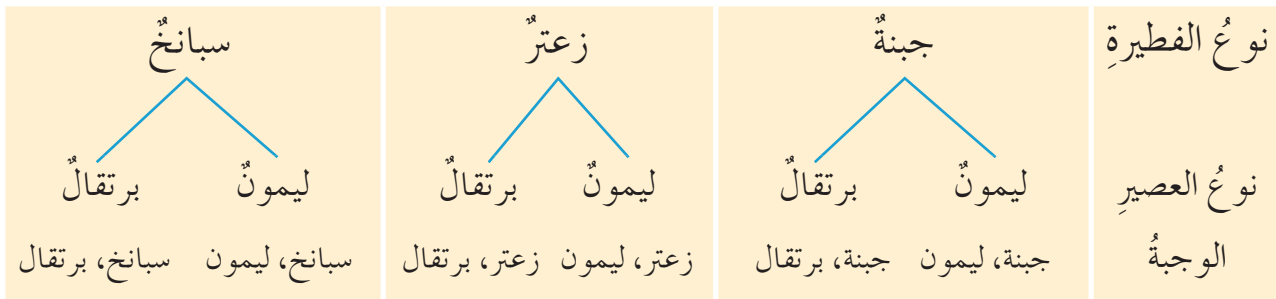 نوعُ الفطيرةِ جبنةٌ زعترٌ سبانخٌ
نوعُ العصيرِ ليمونٌ برتقالٌ ليمونٌ برتقالٌ ليمونٌ برتقالٌ
الوجبةُ جبنة، ليمون جبنة، برتقال زعتر، ليمون زعتر، برتقال سبانخ، ليمون سبانخ، برتقال